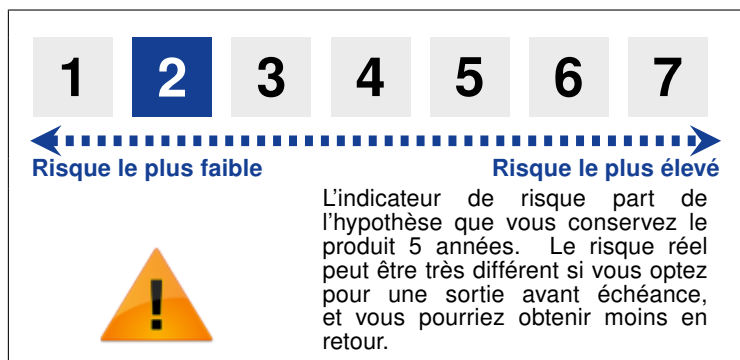 1 2 3 4 5 6 7
Risque le plus faible Risque le plus élevé
L'indicateur de risque part de
l'hypothèse que vous conservez le
produit 5 années. Le risque réel
peut être très différent si vous optez
pour une sortie avant échéance,
et vous pourriez obtenir moins en
retour.